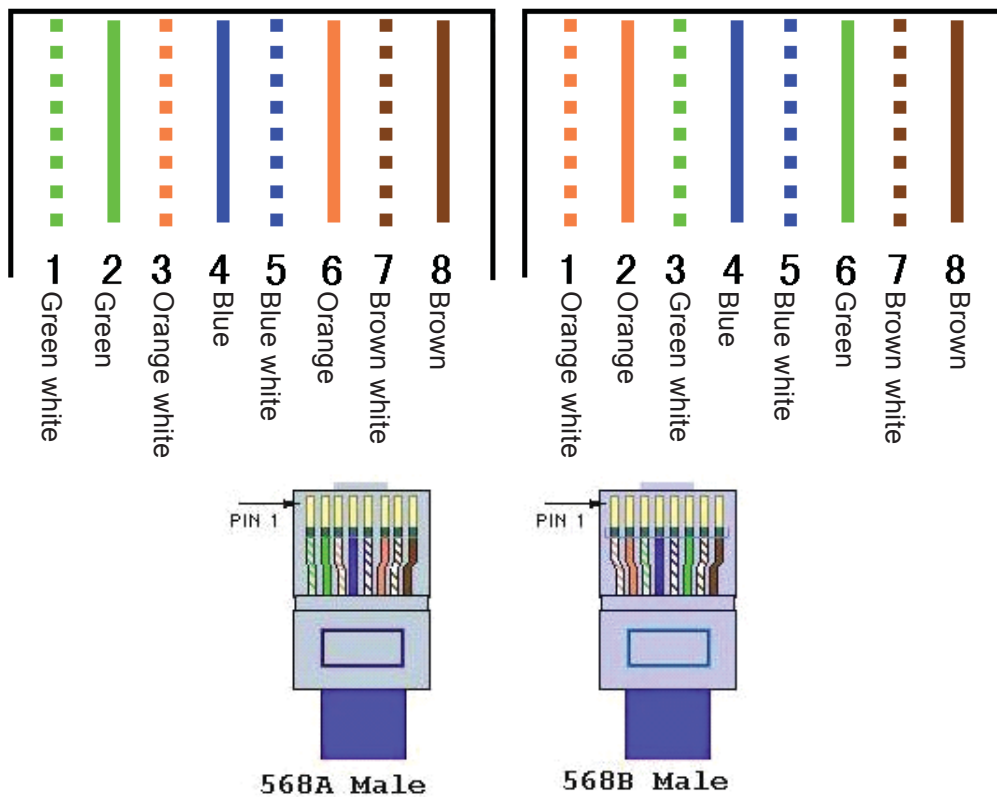 1 2 3 4 5 6 7 8
Green white
Green
Orange white
Blue
Blue white
Orange
Brown white
Brown
1 2 3 4 5 6 7 8
Orange white
Orange
Green white
Blue
Blue white
Green
Brown white
Brown
PIN 1
568A Male
PIN 1
568B Male